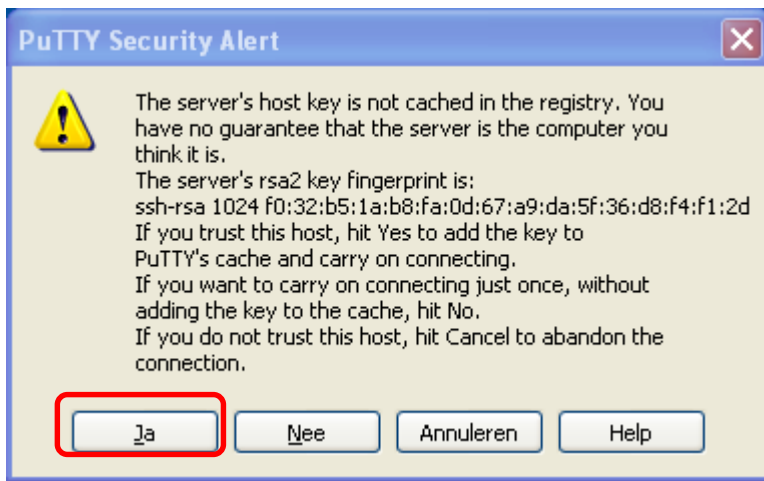 PuTTY Security Alert
The server's host key is not cached in the registry. You
have no guarantee that the server is the computer you
think it is.
The server's rsa2 key fingerprint is:
ssh-rsa 1024 f0:32:b5:1a:b8:fa:0d:67:a9:da:5f:36:d8:f4:f1:2d
If you trust this host, hit Yes to add the key to
PuTTY's cache and carry on connecting.
If you want to carry on connecting just once, without
adding the key to the cache, hit No.
If you do not trust this host, hit Cancel to abandon the
connection.
Ja Nee Annuleren Help